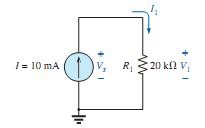 I₁
I = 10 mA
+
Vₛ
–
R₁
20 kΩ
+
V₁
–